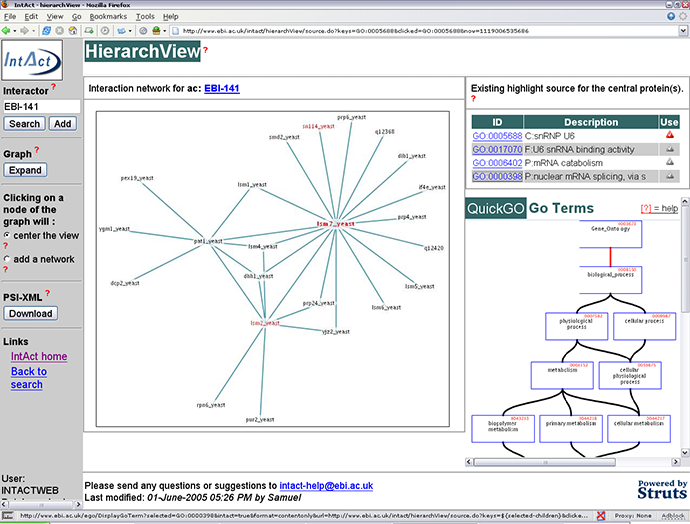 IntAct - hierarchView - Mozilla Firefox
File Edit View Go Bookmarks Tools Help
http://www.ebi.ac.uk/intact/hierarchView/source.do?keys=GO:0005688&clicked=GO:0005688&now=1119006535686
IntAct
Interactor ?
EBI-141
Search Add
Graph ?
Expand
Clicking on a
node of the
graph will :
center the view
?
add a network
?
PSI-XML ?
Download
Links
IntAct home
Back to
search
User:
INTACTWEB
HierarchView ?
Interaction network for ac: EBI-141
prp6_yeast
sn114_yeast
smd2_yeast
q12368
dib1_yeast
pex19_yeast
lsm1_yeast
if4e_yeast
prp4_yeast
lsm7_yeast
ygm1_yeast
pat1_yeast
lsm4_yeast
q12420
dhh1_yeast
dcp2_yeast
lsm5_yeast
prp24_yeast
lsm6_yeast
lsm2_yeast
yjr2_yeast
rpn6_yeast
pur2_yeast
Existing highlight source for the central protein(s).
?
ID Description Use
GO:0005688 C:snRNP U6
GO:0017070 F:U6 snRNA binding activity
GO:0006402 P:mRNA catabolism
GO:0000398 P:nuclear mRNA splicing, via s
QuickGO Go Terms [?] = help
Gene_Ontology
biological_process
physiological
process
cellular process
metabolism
cellular
physiological
process
biopolymer
metabolism
primary metabolism
cellular metabolism
Please send any questions or suggestions to intact-help@ebi.ac.uk
Last modified: 01-June-2005 05:26 PM by Samuel
Powered by
Struts
http://www.ebi.ac.uk/ego/DisplayGoTerm?selected=GO:0000398&intact=true&format=contentonly&url=http://www.ebi.ac.uk/intact/hierarchView/source.do?keys=${selected-children}&clicke...
Proxy: None
Adblock